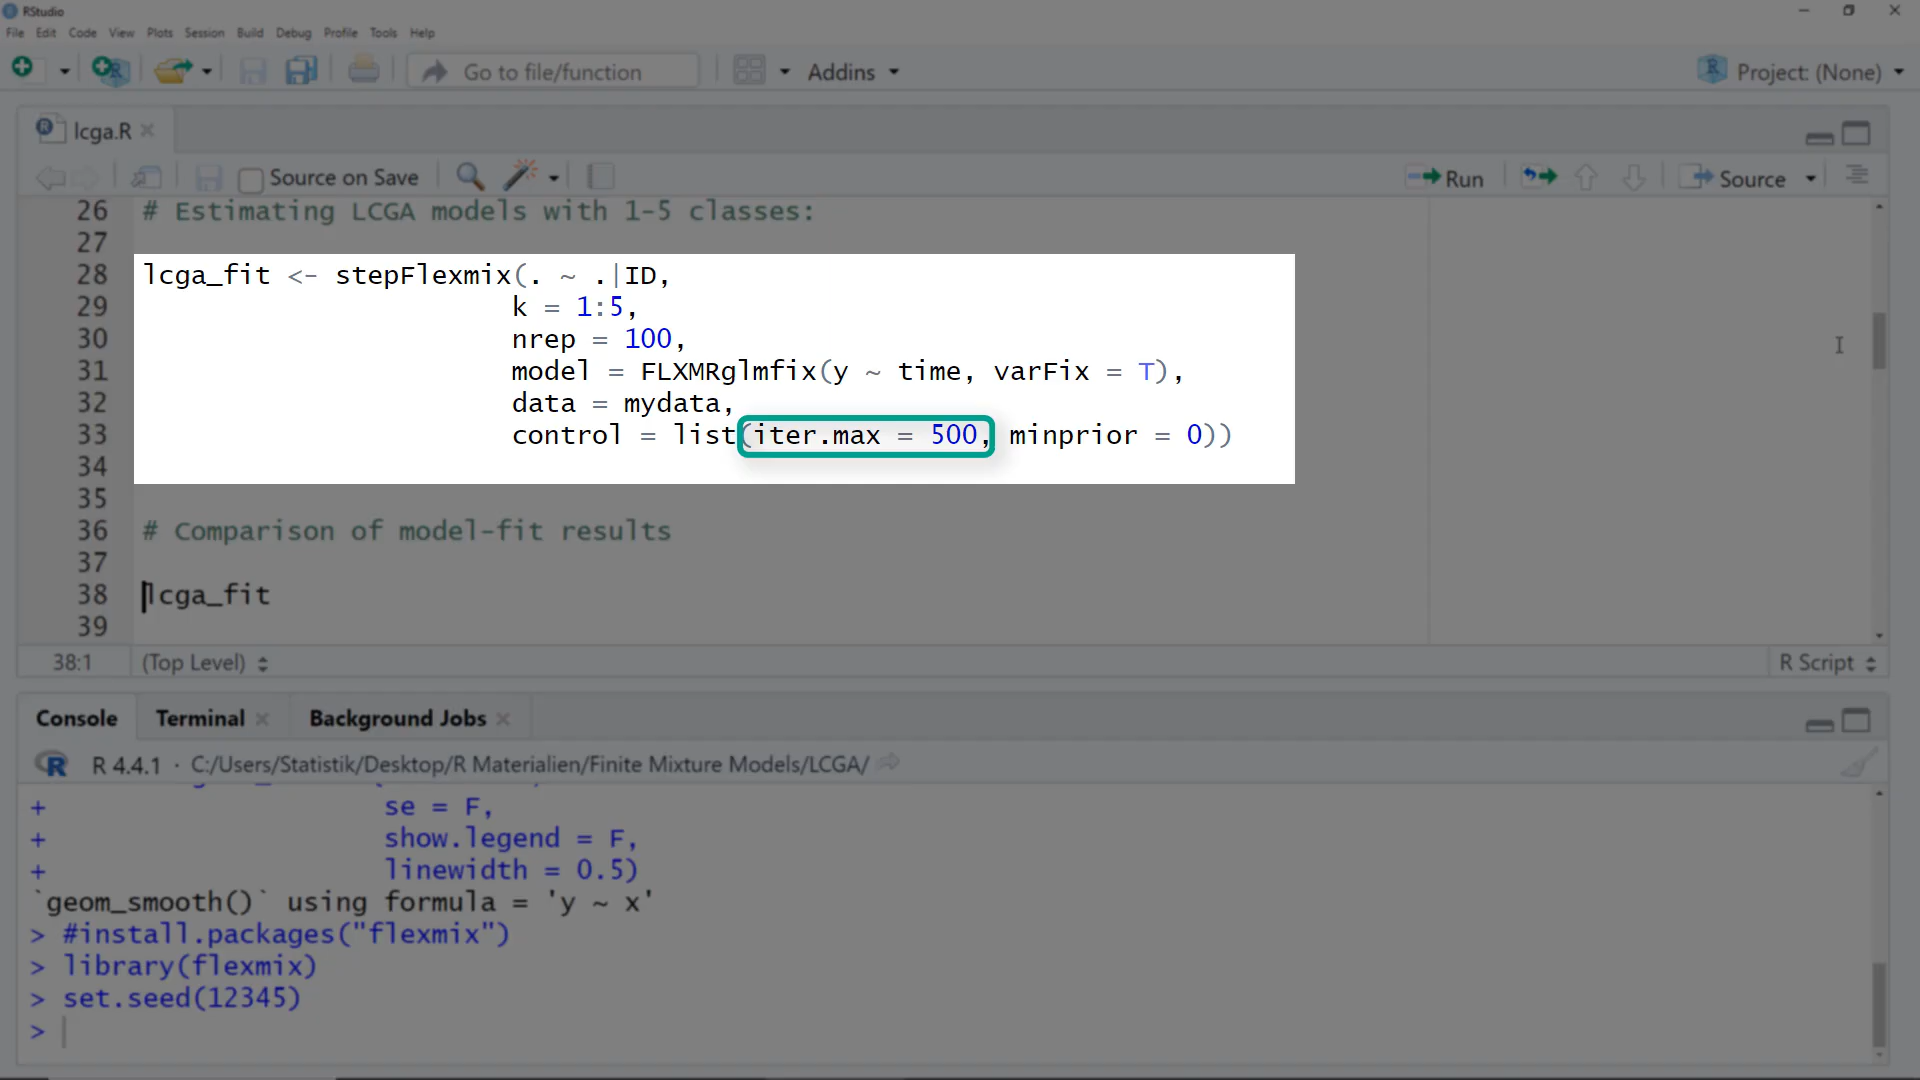 RStudio
File Edit Code View Plots Session Build Debug Profile Tools Help
Go to file/function
Addins
Project: (None)
lcga.R
Source on Save
Run
Source
26 # Estimating LCGA models with 1-5 classes:
27
28 lcga_fit <- stepFlexmix(. ~ .|ID,
29 k = 1:5,
30 nrep = 100,
31 model = FLXMRglmfix(y ~ time, varFix = T),
32 data = mydata,
33 control = list(iter.max = 500, minprior = 0))
34
35
36 # Comparison of model-fit results
37
38 lcga_fit
39
38:1 (Top Level) R Script
Console Terminal Background Jobs
R 4.4.1 · C:/Users/Statistik/Desktop/R Materialien/Finite Mixture Models/LCGA/
+ se = F,
+ show.legend = F,
+ linewidth = 0.5)
`geom_smooth()` using formula = 'y ~ x'
> #install.packages("flexmix")
> library(flexmix)
> set.seed(12345)
>